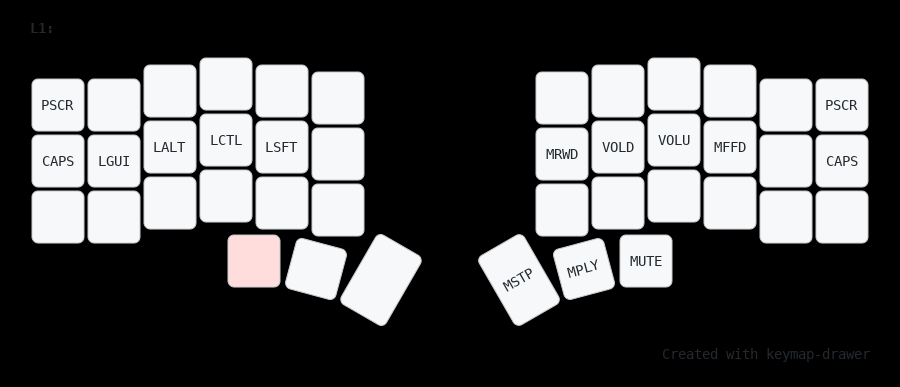 L1:
PSCR PSCR
CAPS LGUI LALT LCTL LSFT MRWD VOLD VOLU MFFD CAPS
MSTP MPLY MUTE
Created with keymap-drawer